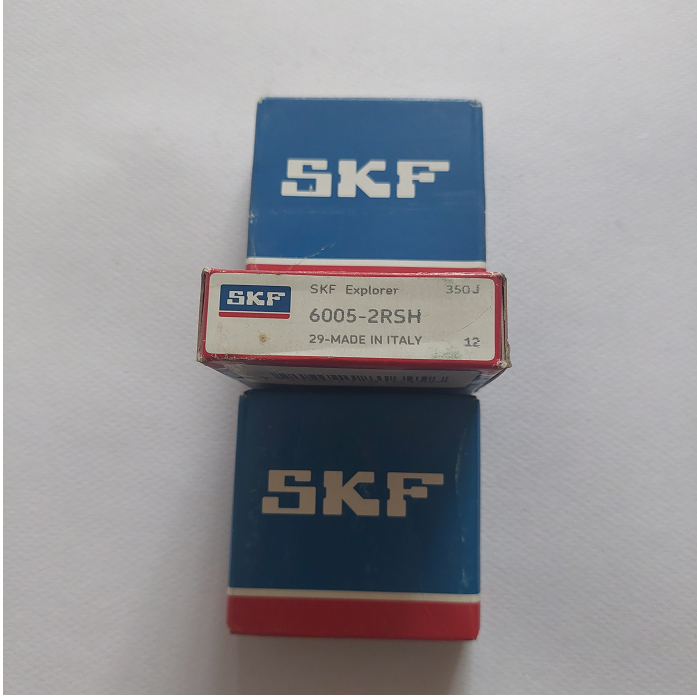 SKF
SKF SKF Explorer 350J
6005-2RSH
29-MADE IN ITALY 12
SKF